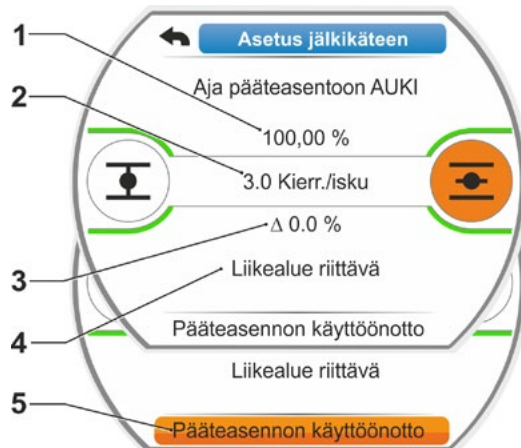 Asetus jälkikäteen
Aja pääteasentoon AUKI
1
100,00 %
2
3.0 Kierr./isku
3
Δ 0.0 %
4
Liikealue riittävä
Pääteasennon käyttöönotto
Liikealue riittävä
5
Pääteasennon käyttöönotto